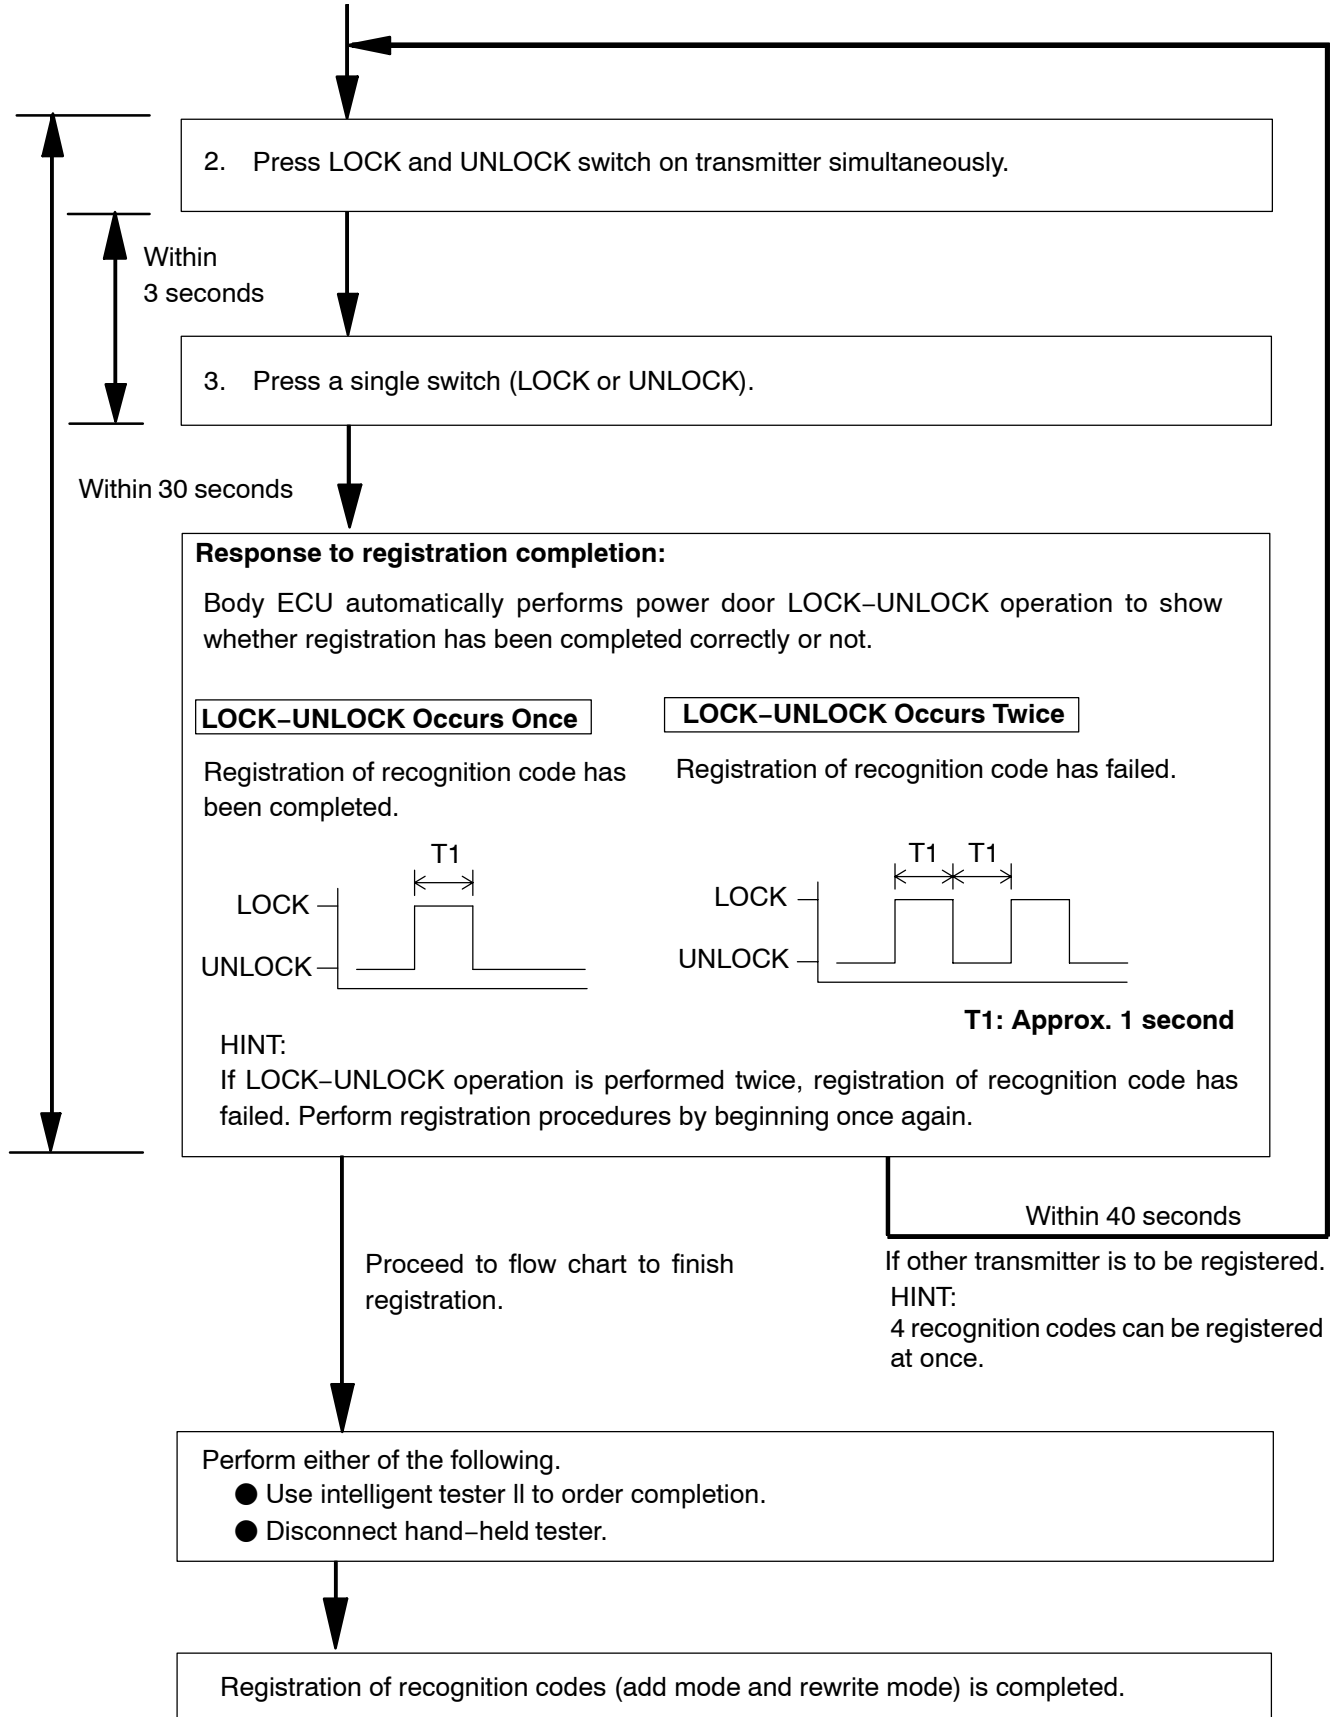 2. Press LOCK and UNLOCK switch on transmitter simultaneously.
Within
3 seconds
3. Press a single switch (LOCK or UNLOCK).
Within 30 seconds
Response to registration completion:
Body ECU automatically performs power door LOCK−UNLOCK operation to show
whether registration has been completed correctly or not.
LOCK−UNLOCK Occurs Once
Registration of recognition code has
been completed.
T1
LOCK
UNLOCK
LOCK−UNLOCK Occurs Twice
Registration of recognition code has failed.
T1 T1
LOCK
UNLOCK
T1: Approx. 1 second
HINT:
If LOCK−UNLOCK operation is performed twice, registration of recognition code has
failed. Perform registration procedures by beginning once again.
Within 40 seconds
If other transmitter is to be registered.
HINT:
4 recognition codes can be registered
at once.
Proceed to flow chart to finish
registration.
Perform either of the following.
● Use intelligent tester II to order completion.
● Disconnect hand−held tester.
Registration of recognition codes (add mode and rewrite mode) is completed.